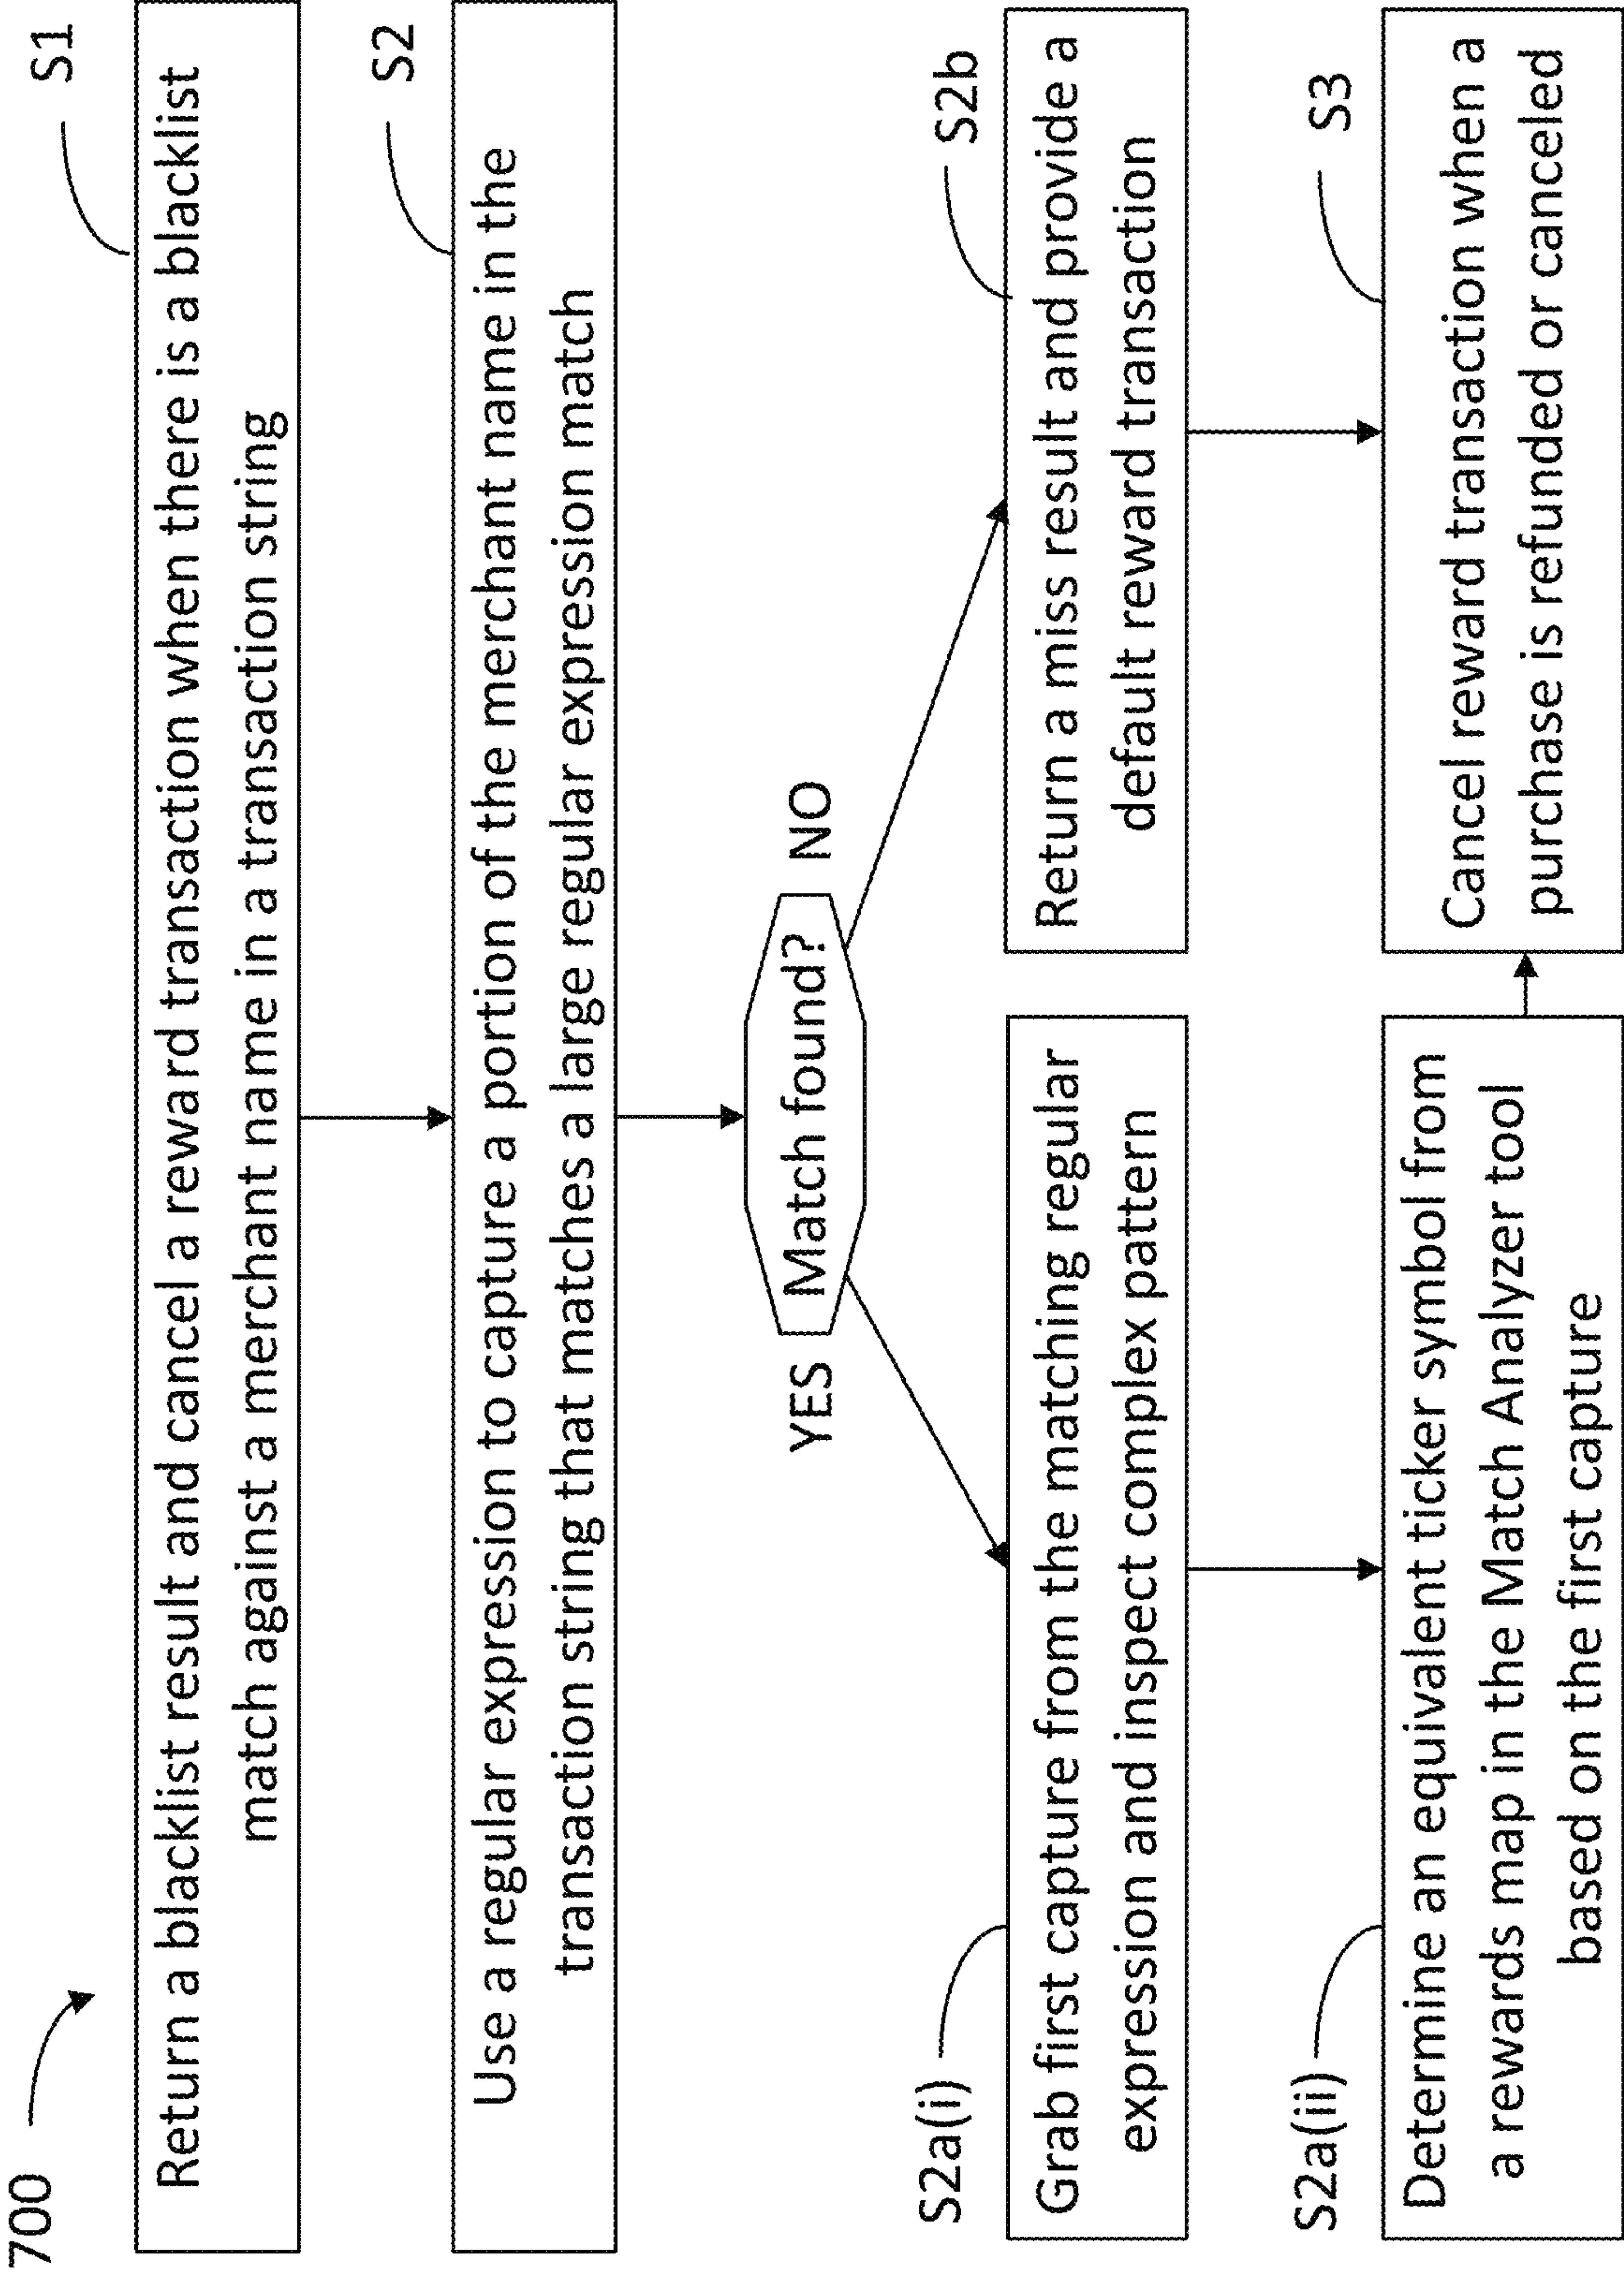 700
S1
Return a blacklist result and cancel a reward transaction when there is a blacklist
match against a merchant name in a transaction string
S2
Use a regular expression to capture a portion of the merchant name in the
transaction string that matches a large regular expression match
YES
Match found?
NO
S2a(i)
Grab first capture from the matching regular
expression and inspect complex pattern
S2b
Return a miss result and provide a
default reward transaction
S2a(ii)
Determine an equivalent ticker symbol from
a rewards map in the Match Analyzer tool
based on the first capture
S3
Cancel reward transaction when a
purchase is refunded or canceled